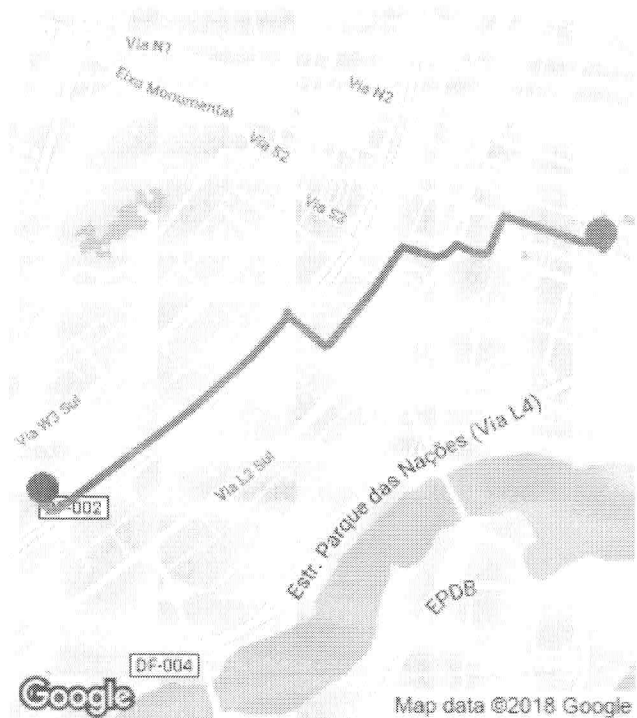 Via N1
Eixo Monumental
Via N2
Via S2
Via S2
Via W3 Sul
Via L2 Sul
Estr. Parque das Nações (Via L4)
EPDB
DF-004
Google
Map data ©2018 Google